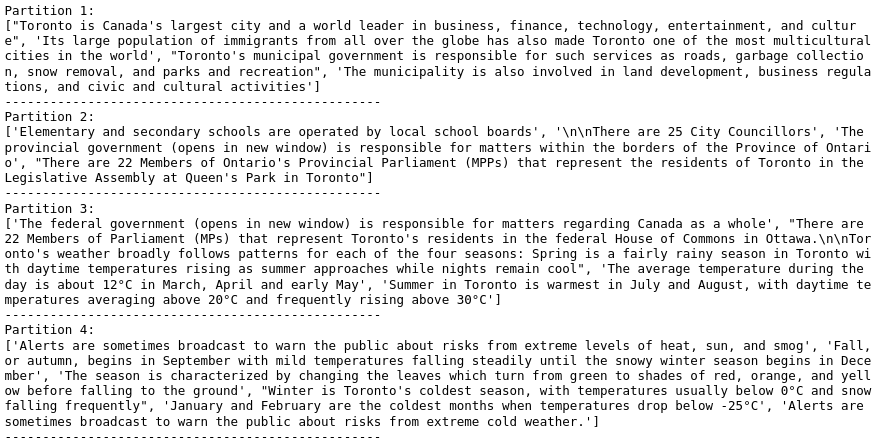 Partition 1:
["Toronto is Canada's largest city and a world leader in business, finance, technology, entertainment, and cultur
e", 'Its large population of immigrants from all over the globe has also made Toronto one of the most multicultural
cities in the world', "Toronto's municipal government is responsible for such services as roads, garbage collectio
n, snow removal, and parks and recreation", 'The municipality is also involved in land development, business regula
tions, and civic and cultural activities']
---------------------------------------------------
Partition 2:
['Elementary and secondary schools are operated by local school boards', '\n\nThere are 25 City Councillors', 'The
provincial government (opens in new window) is responsible for matters within the borders of the Province of Ontari
o', "There are 22 Members of Ontario's Provincial Parliament (MPPs) that represent the residents of Toronto in the
Legislative Assembly at Queen's Park in Toronto"]
---------------------------------------------------
Partition 3:
['The federal government (opens in new window) is responsible for matters regarding Canada as a whole', "There are
22 Members of Parliament (MPs) that represent Toronto's residents in the federal House of Commons in Ottawa.\n\nTor
onto's weather broadly follows patterns for each of the four seasons: Spring is a fairly rainy season in Toronto wi
th daytime temperatures rising as summer approaches while nights remain cool", 'The average temperature during the
day is about 12°C in March, April and early May', 'Summer in Toronto is warmest in July and August, with daytime te
mperatures averaging above 20°C and frequently rising above 30°C']
---------------------------------------------------
Partition 4:
['Alerts are sometimes broadcast to warn the public about risks from extreme levels of heat, sun, and smog', 'Fall,
or autumn, begins in September with mild temperatures falling steadily until the snowy winter season begins in Dece
mber', 'The season is characterized by changing the leaves which turn from green to shades of red, orange, and yell
ow before falling to the ground', "Winter is Toronto's coldest season, with temperatures usually below 0°C and snow
falling frequently", 'January and February are the coldest months when temperatures drop below -25°C', 'Alerts are
sometimes broadcast to warn the public about risks from extreme cold weather.']
---------------------------------------------------